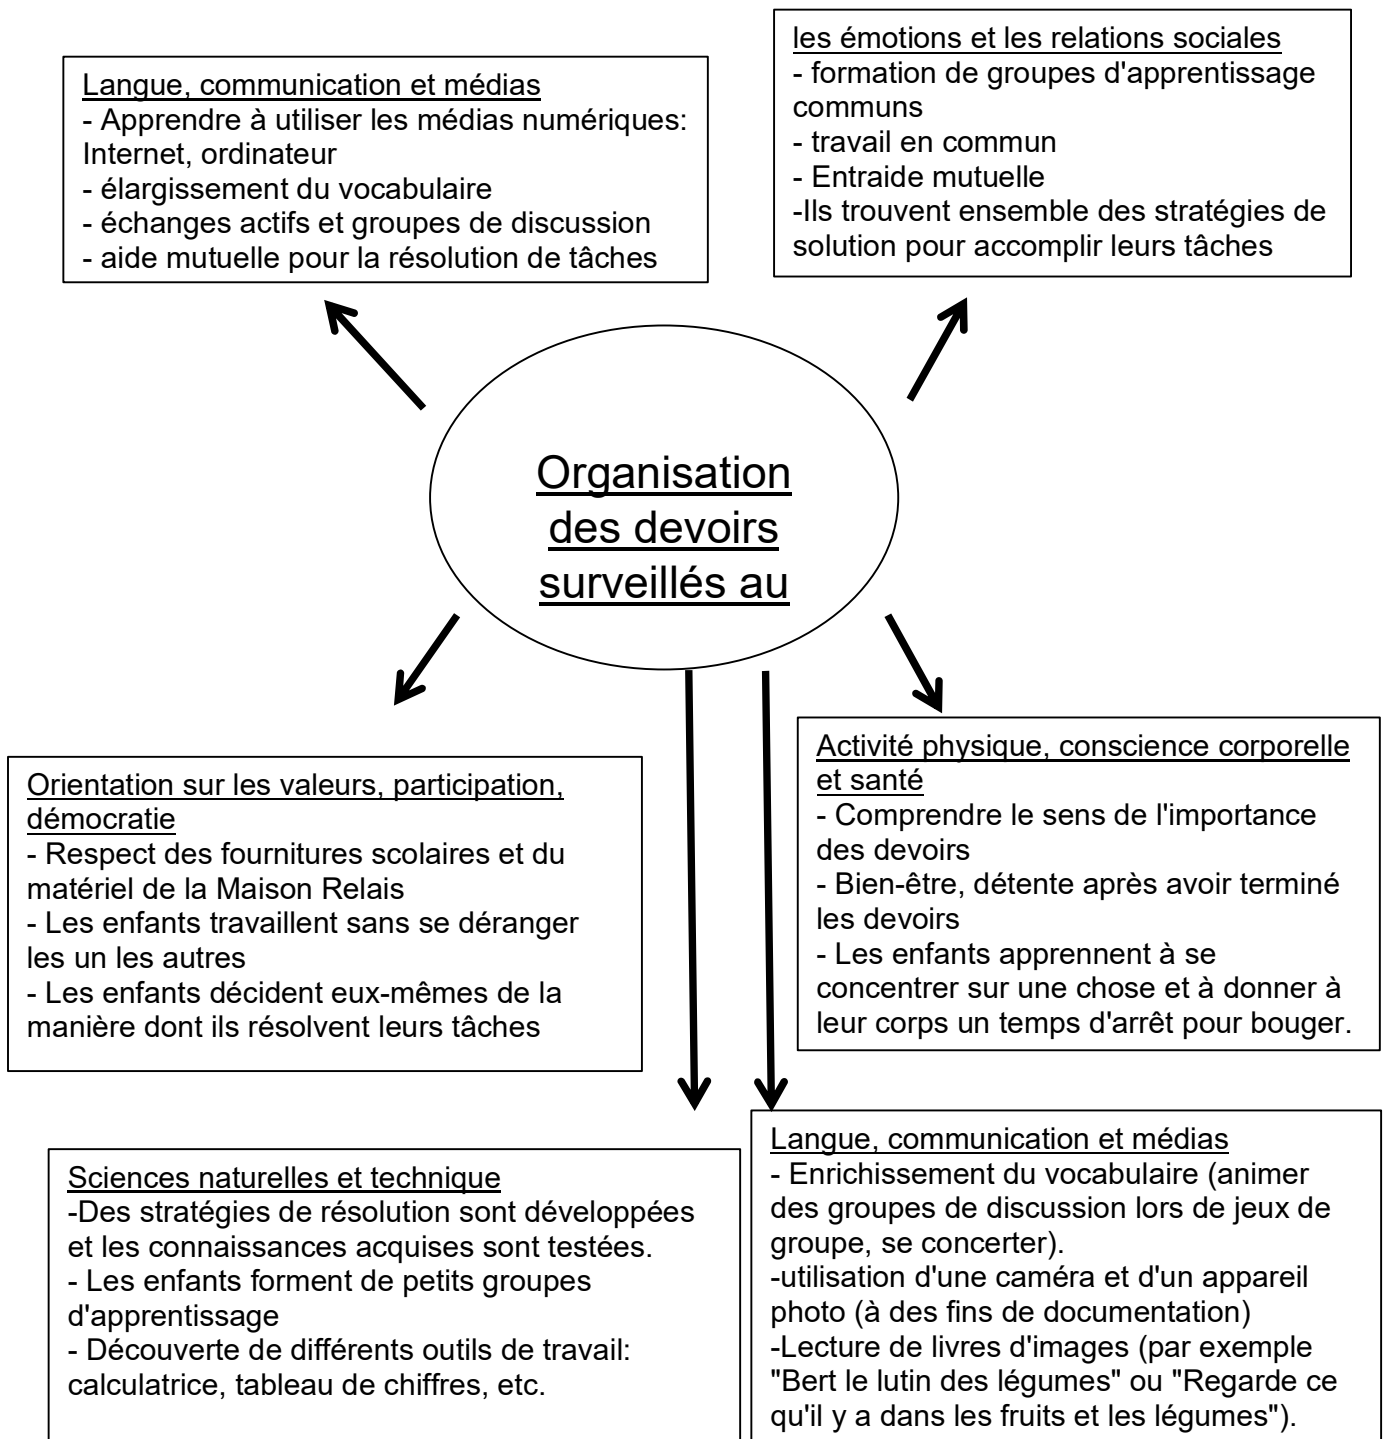 Langue, communication et médias
- Apprendre à utiliser les médias numériques:
Internet, ordinateur
- élargissement du vocabulaire
- échanges actifs et groupes de discussion
- aide mutuelle pour la résolution de tâches
les émotions et les relations sociales
- formation de groupes d'apprentissage
communs
- travail en commun
- Entraide mutuelle
-Ils trouvent ensemble des stratégies de
solution pour accomplir leurs tâches
Organisation
des devoirs
surveillés au
Orientation sur les valeurs, participation,
démocratie
- Respect des fournitures scolaires et du
matériel de la Maison Relais
- Les enfants travaillent sans se déranger
les un les autres
- Les enfants décident eux-mêmes de la
manière dont ils résolvent leurs tâches
Activité physique, conscience corporelle
et santé
- Comprendre le sens de l'importance
des devoirs
- Bien-être, détente après avoir terminé
les devoirs
- Les enfants apprennent à se
concentrer sur une chose et à donner à
leur corps un temps d'arrêt pour bouger.
Sciences naturelles et technique
-Des stratégies de résolution sont développées
et les connaissances acquises sont testées.
- Les enfants forment de petits groupes
d'apprentissage
- Découverte de différents outils de travail:
calculatrice, tableau de chiffres, etc.
Langue, communication et médias
- Enrichissement du vocabulaire (animer
des groupes de discussion lors de jeux de
groupe, se concerter).
-utilisation d'une caméra et d'un appareil
photo (à des fins de documentation)
-Lecture de livres d'images (par exemple
"Bert le lutin des légumes" ou "Regarde ce
qu'il y a dans les fruits et les légumes").